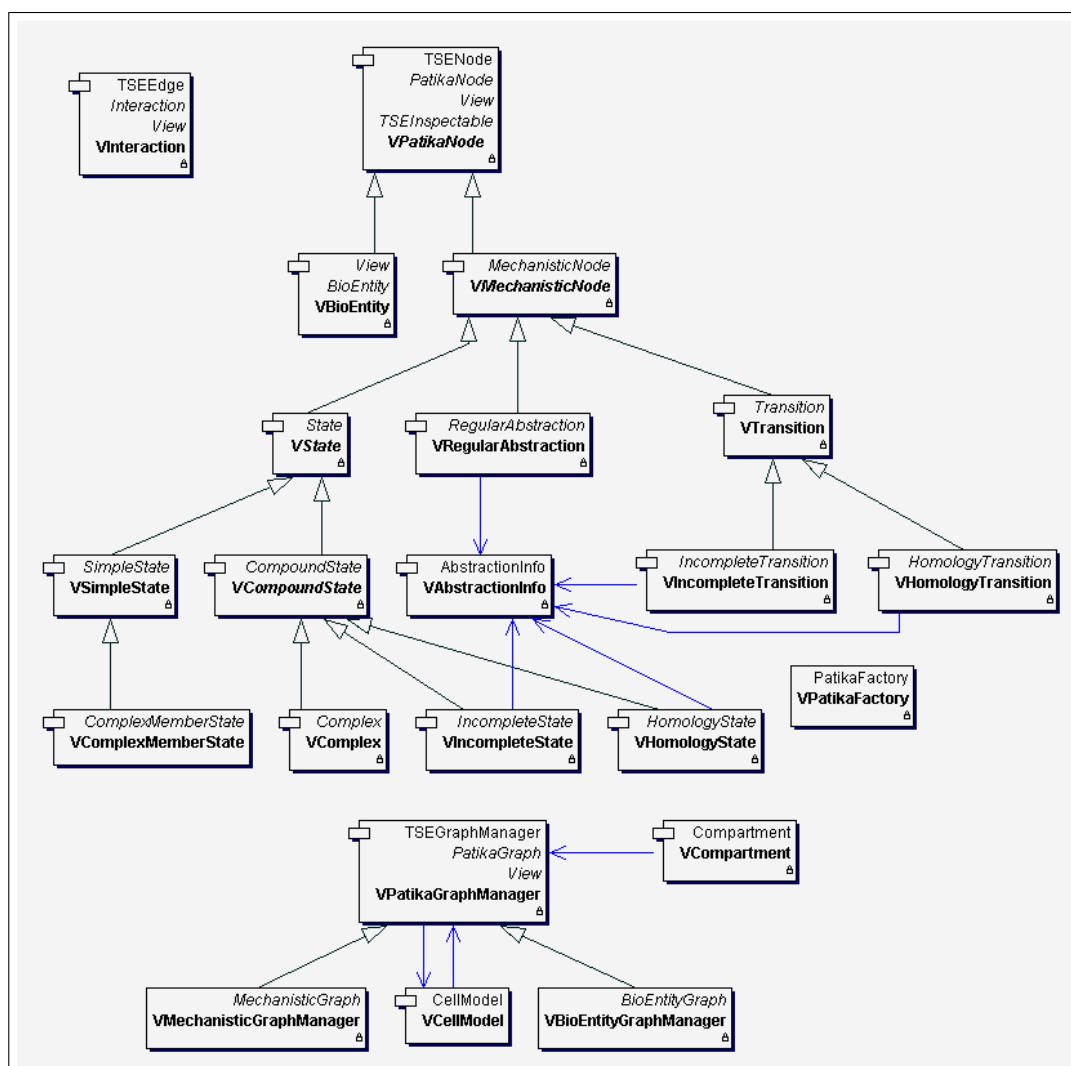 TSEEdge
Interaction
View
VInteraction
TSENode
PatikaNode
View
TSEInspectable
VPatikaNode
View
BioEntity
VBioEntity
MechanisticNode
VMechanisticNode
State
VState
RegularAbstraction
VRegularAbstraction
Transition
VTransition
SimpleState
VSimpleState
CompoundState
VCompoundState
AbstractionInfo
VAbstractionInfo
IncompleteTransition
VIncompleteTransition
HomologyTransition
VHomologyTransition
PatikaFactory
VPatikaFactory
ComplexMemberState
VComplexMemberState
Complex
VComplex
IncompleteState
VIncompleteState
HomologyState
VHomologyState
TSEGraphManager
PatikaGraph
View
VPatikaGraphManager
Compartment
VCompartment
MechanisticGraph
VMechanisticGraphManager
CellModel
VCellModel
BioEntityGraph
VBioEntityGraphManager